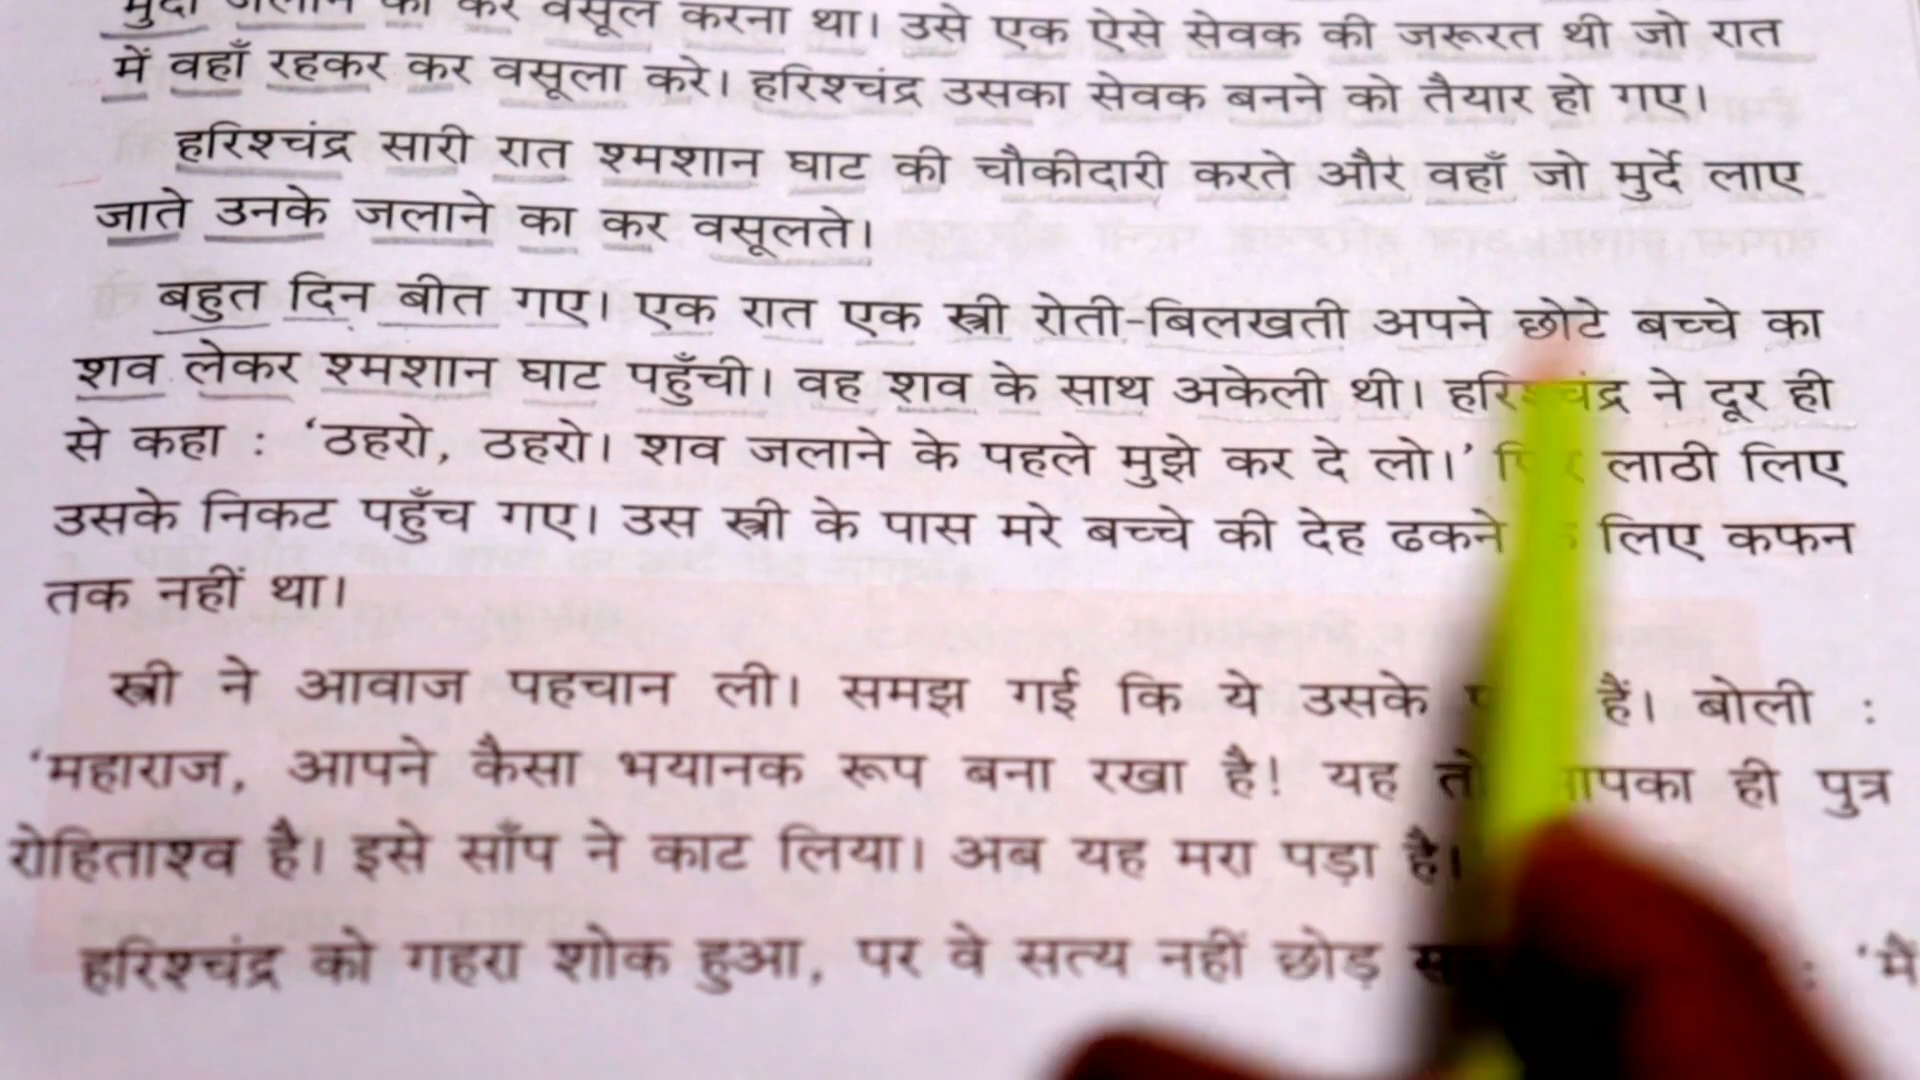 कर वसूल करना था। उसे एक ऐसे सेवक की जरूरत थी जो रात
में वहाँ रहकर कर वसूला करे। हरिश्चंद्र उसका सेवक बनने को तैयार हो गए।
हरिश्चंद्र सारी रात श्मशान घाट की चौकीदारी करते और वहाँ जो मुर्दे लाए
जाते उनके जलाने का कर वसूलते।
बहुत दिन बीत गए। एक रात एक स्त्री रोती-बिलखती अपने छोटे बच्चे का
शव लेकर श्मशान घाट पहुँची। वह शव के साथ अकेली थी। हरिश्चंद्र ने दूर ही
से कहा : ‘ठहरो, ठहरो। शव जलाने के पहले मुझे कर दे लो।’ लाठी लिए
उसके निकट पहुँच गए। उस स्त्री के पास मरे बच्चे की देह ढकने लिए कफन
तक नहीं था।
स्त्री ने आवाज पहचान ली। समझ गई कि ये उसके हैं। बोली :
‘महाराज, आपने कैसा भयानक रूप बना रखा है! यह तो ही पुत्र
रोहिताश्व है। इसे साँप ने काट लिया। अब यह मरा पड़ा है।
हरिश्चंद्र को गहरा शोक हुआ, पर वे सत्य नहीं छोड़ : ‘मैं